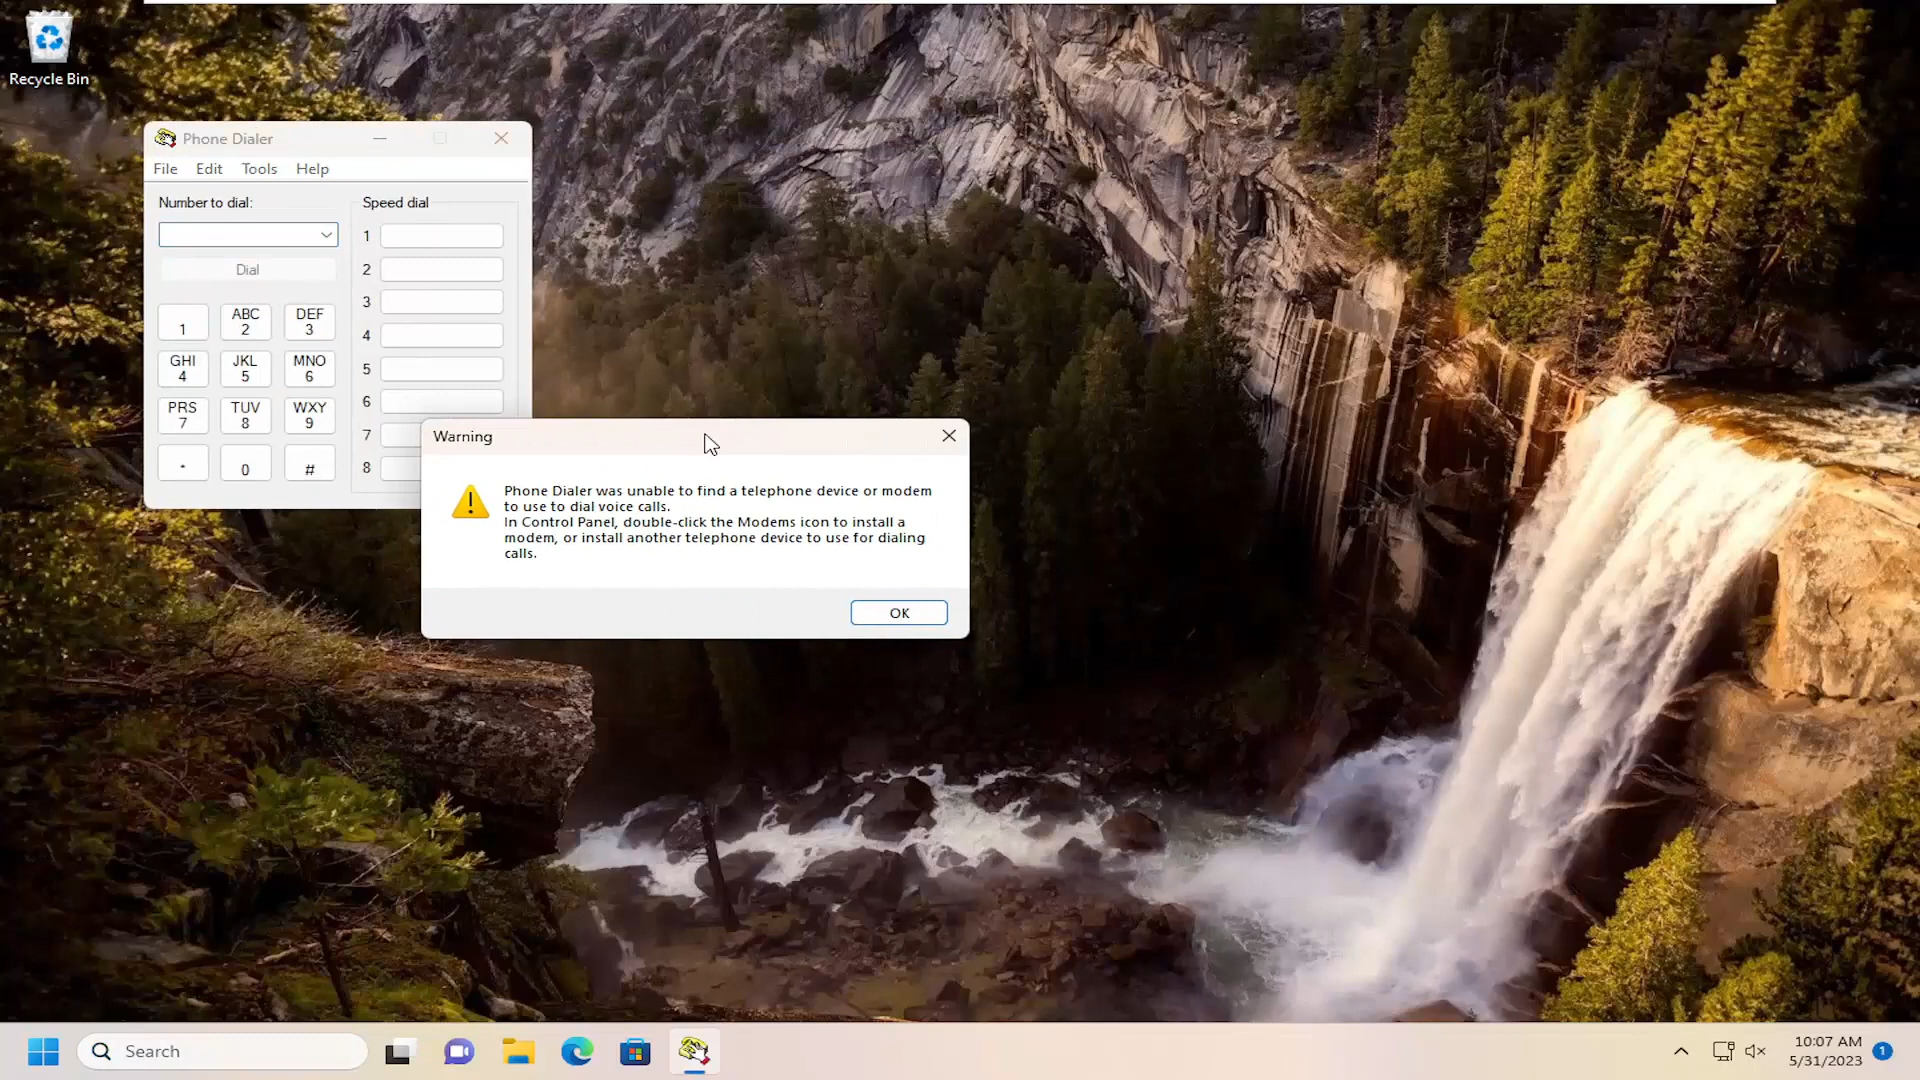 Recycle Bin
Phone Dialer
File Edit Tools Help
Number to dial:
Speed dial
Dial
1
ABC
2
DEF
3
GHI
4
JKL
5
MNO
6
PRS
7
TUV
8
WXY
9
*
0
#
1
2
3
4
5
6
7
8
Warning
Phone Dialer was unable to find a telephone device or modem
to use to dial voice calls.
In Control Panel, double-click the Modems icon to install a
modem, or install another telephone device to use for dialing
calls.
OK
Search
10:07 AM
5/31/2023
1